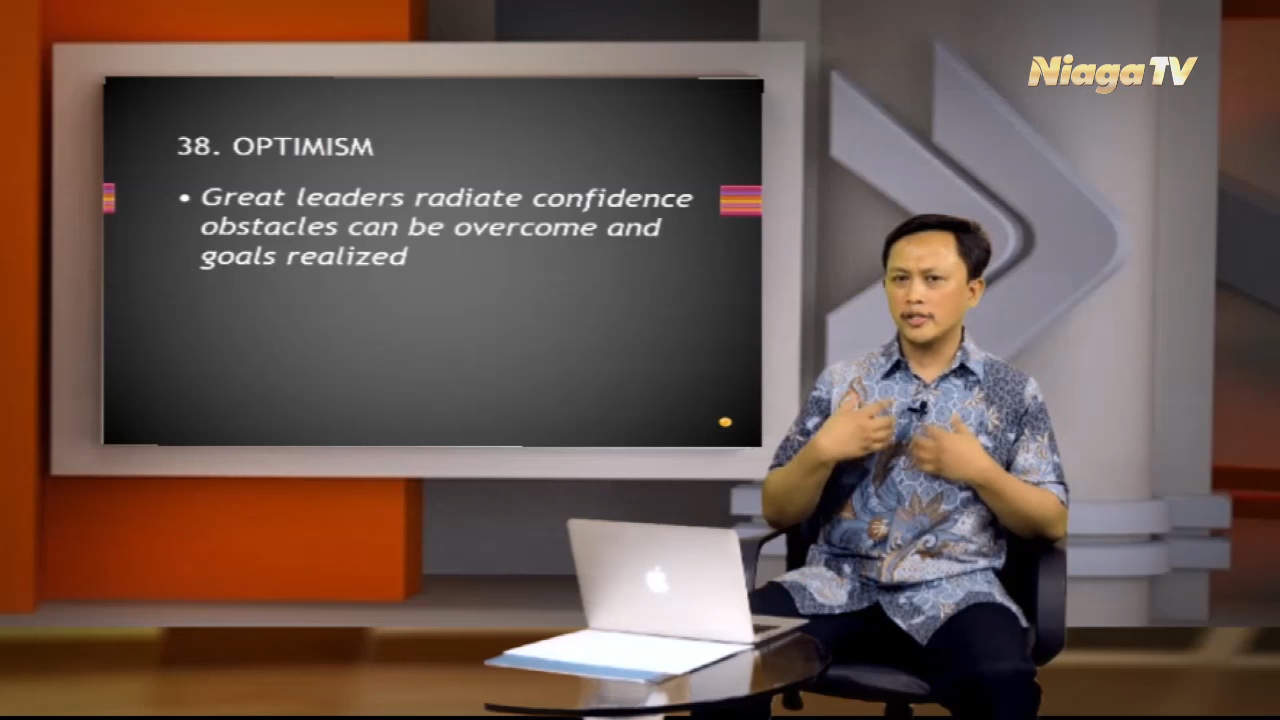 NiagaTV
38. OPTIMISM
• Great leaders radiate confidence
obstacles can be overcome and
goals realized